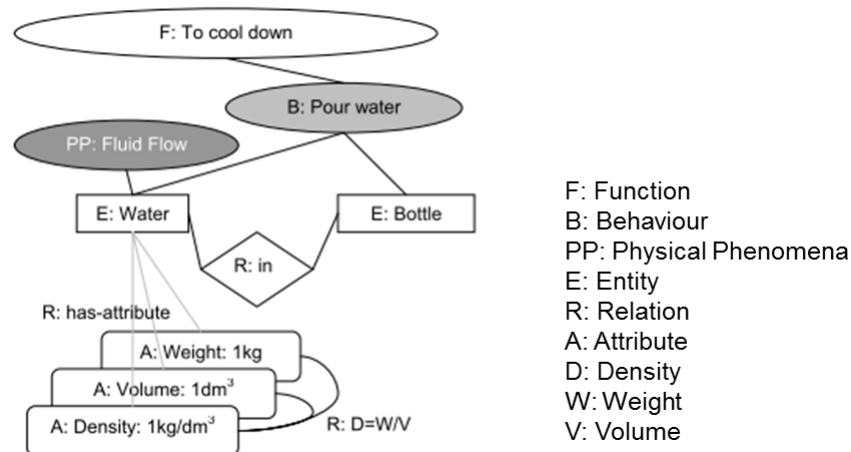 F: To cool down
B: Pour water
PP: Fluid Flow
E: Water
E: Bottle
R: in
R: has-attribute
A: Weight: 1kg
A: Volume: 1dm³
A: Density: 1kg/dm³
R: D=W/V
F: Function
B: Behaviour
PP: Physical Phenomena
E: Entity
R: Relation
A: Attribute
D: Density
W: Weight
V: Volume